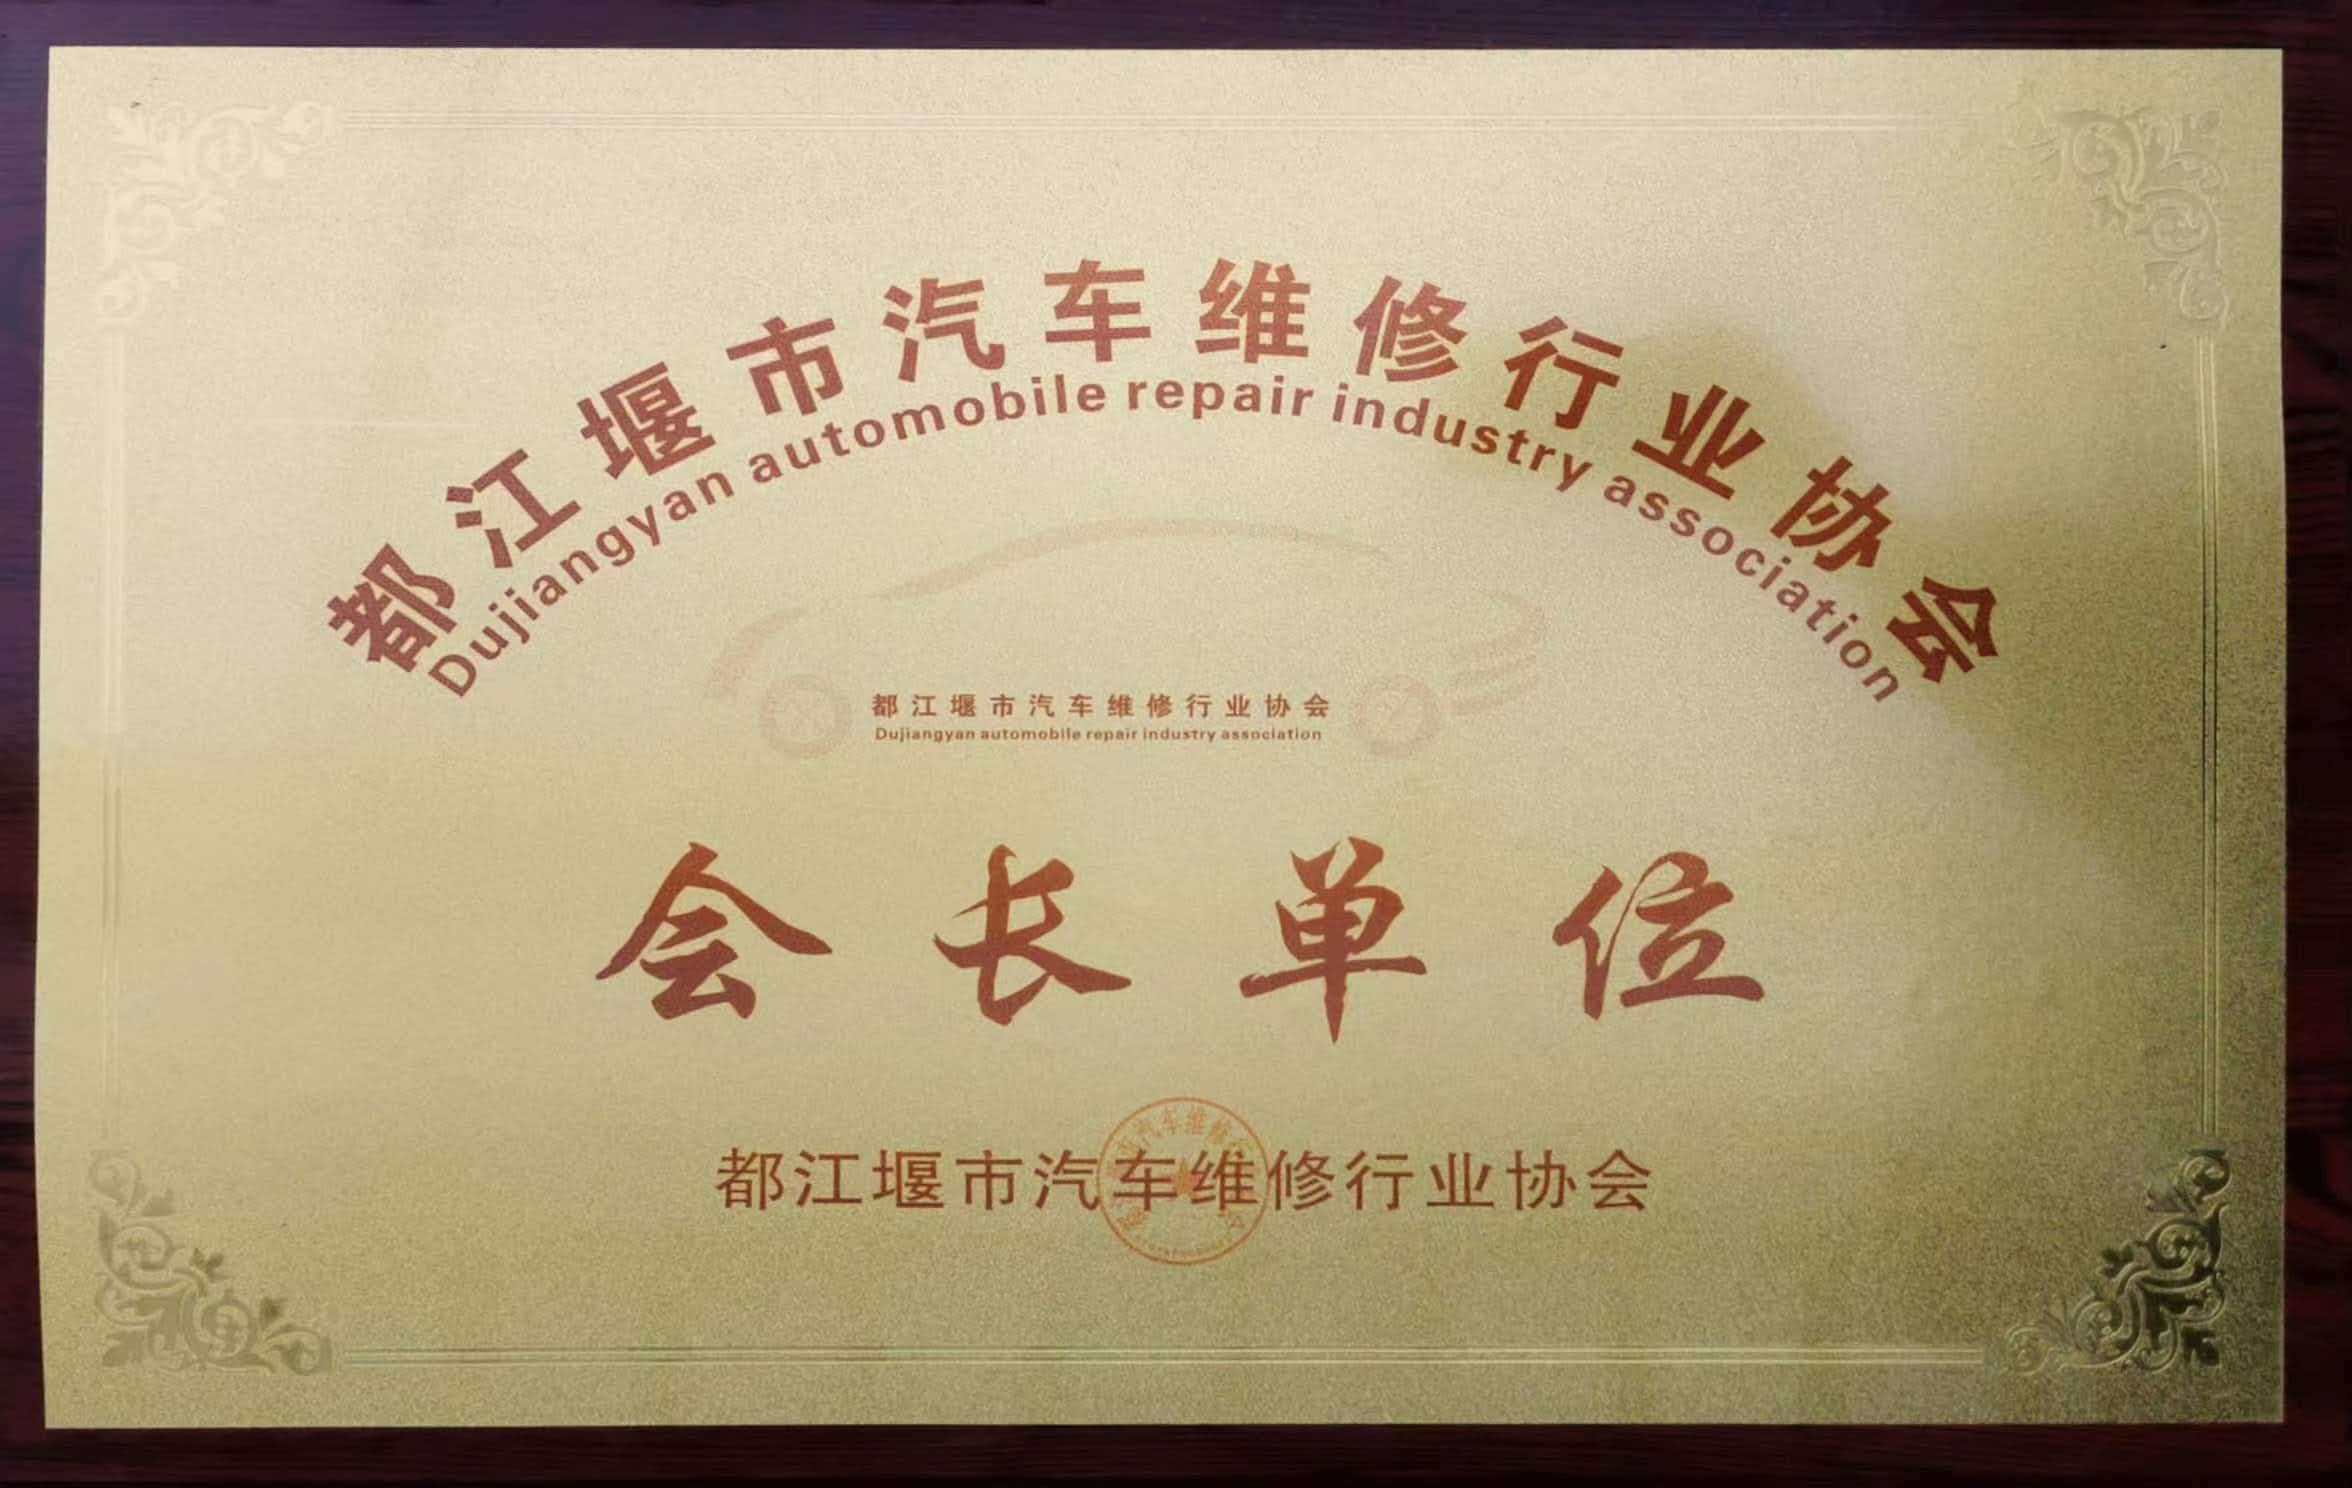 都江堰市汽车维修行业协会
Dujiangyan automobile repair industry association
都江堰市汽车维修行业协会
Dujiangyan automobile repair industry association
会长单位
都江堰市汽车维修行业协会